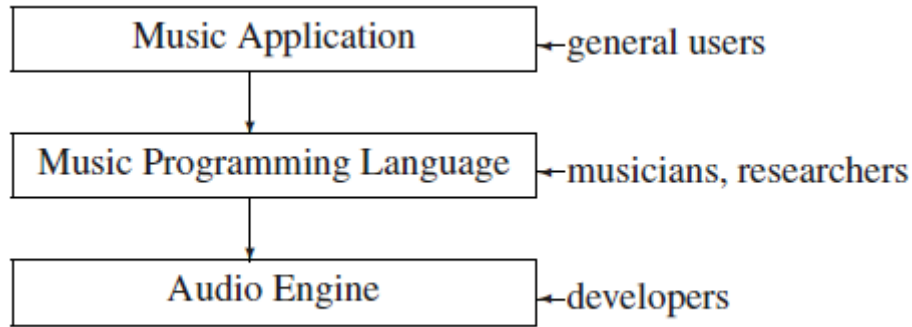 Music Application
general users
Music Programming Language
musicians, researchers
Audio Engine
developers